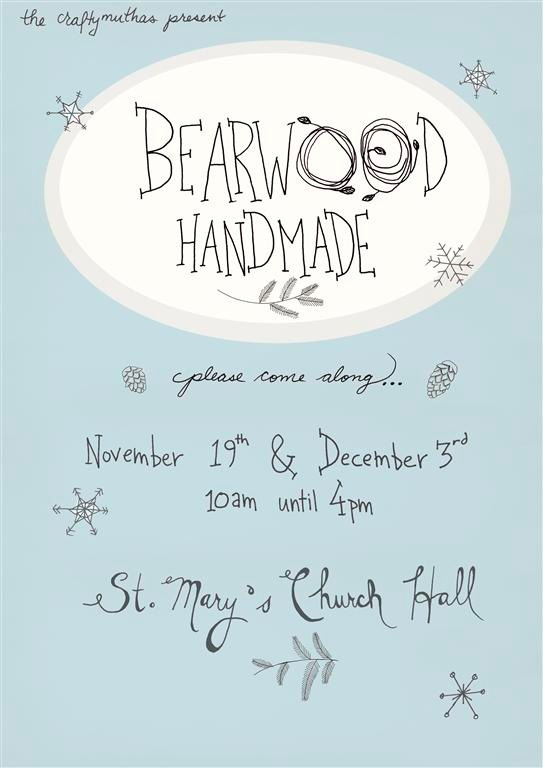 the craftymuthas present
BEARWOOD
HANDMADE
please come along...
November 19th & December 3rd
10am until 4pm
St. Mary's Church Hall